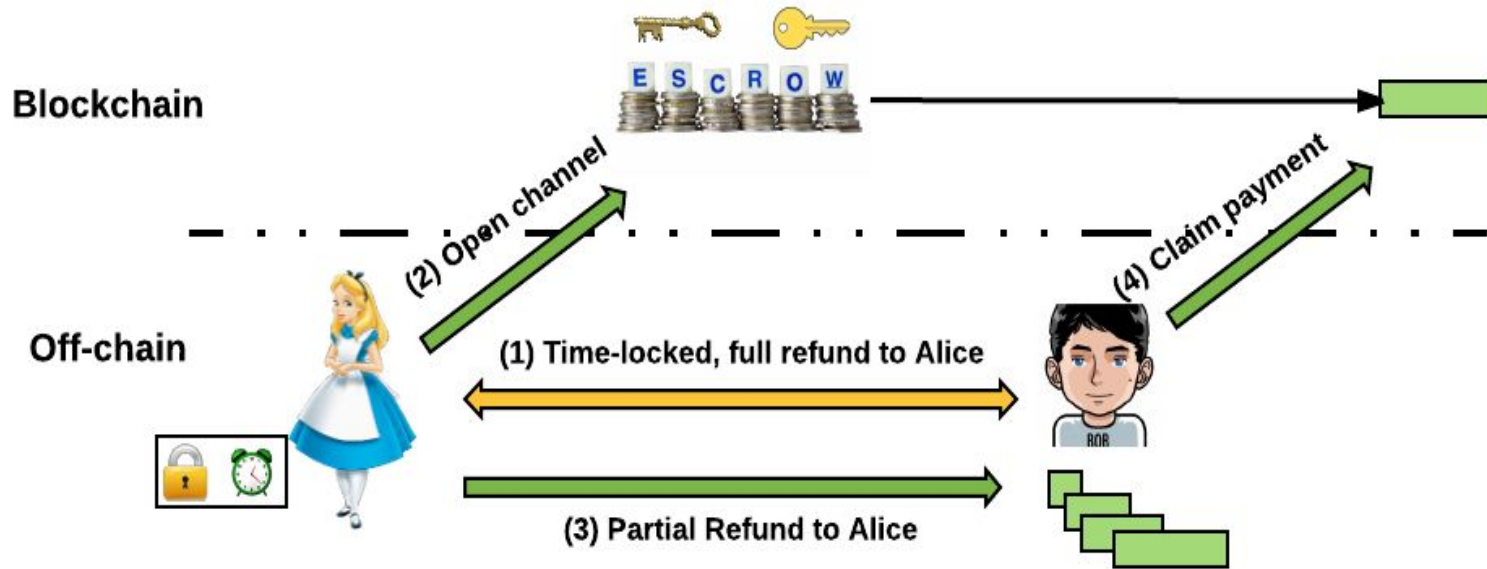 ESCROW
Blockchain
(2) Open channel
(4) Claim payment
Off-chain
(1) Time-locked, full refund to Alice
BOB
(3) Partial Refund to Alice